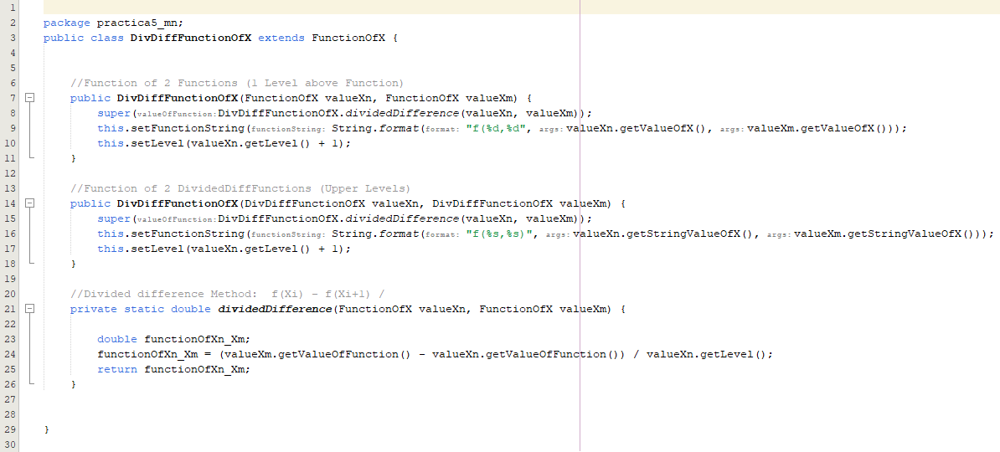 1
2 package practica5_mn;
3 public class DivDiffFunctionOfX extends FunctionOfX {
4
5
6 //Function of 2 Functions (1 Level above Function)
7 public DivDiffFunctionOfX(FunctionOfX valueXn, FunctionOfX valueXm) {
8 super(valueOfFunction: DivDiffFunctionOfX.dividedDifference(valueXn, valueXm));
9 this.setFunctionString(functionString: String.format(format: "f(%d,%d", args: valueXn.getValueOfX(), args: valueXm.getValueOfX()));
10 this.setLevel(valueXn.getLevel() + 1);
11 }
12
13 //Function of 2 DividedDiffFunctions (Upper Levels)
14 public DivDiffFunctionOfX(DivDiffFunctionOfX valueXn, DivDiffFunctionOfX valueXm) {
15 super(valueOfFunction: DivDiffFunctionOfX.dividedDifference(valueXn, valueXm));
16 this.setFunctionString(functionString: String.format(format: "f(%s,%s)", args: valueXn.getStringValueOfX(), args: valueXm.getStringValueOfX()));
17 this.setLevel(valueXn.getLevel() + 1);
18 }
19
20 //Divided difference Method:  f(Xi) - f(Xi+1) /
21 private static double dividedDifference(FunctionOfX valueXn, FunctionOfX valueXm) {
22
23 double functionOfXn_Xm;
24 functionOfXn_Xm = (valueXm.getValueOfFunction() - valueXn.getValueOfFunction()) / valueXn.getLevel();
25 return functionOfXn_Xm;
26 }
27
28
29 }
30